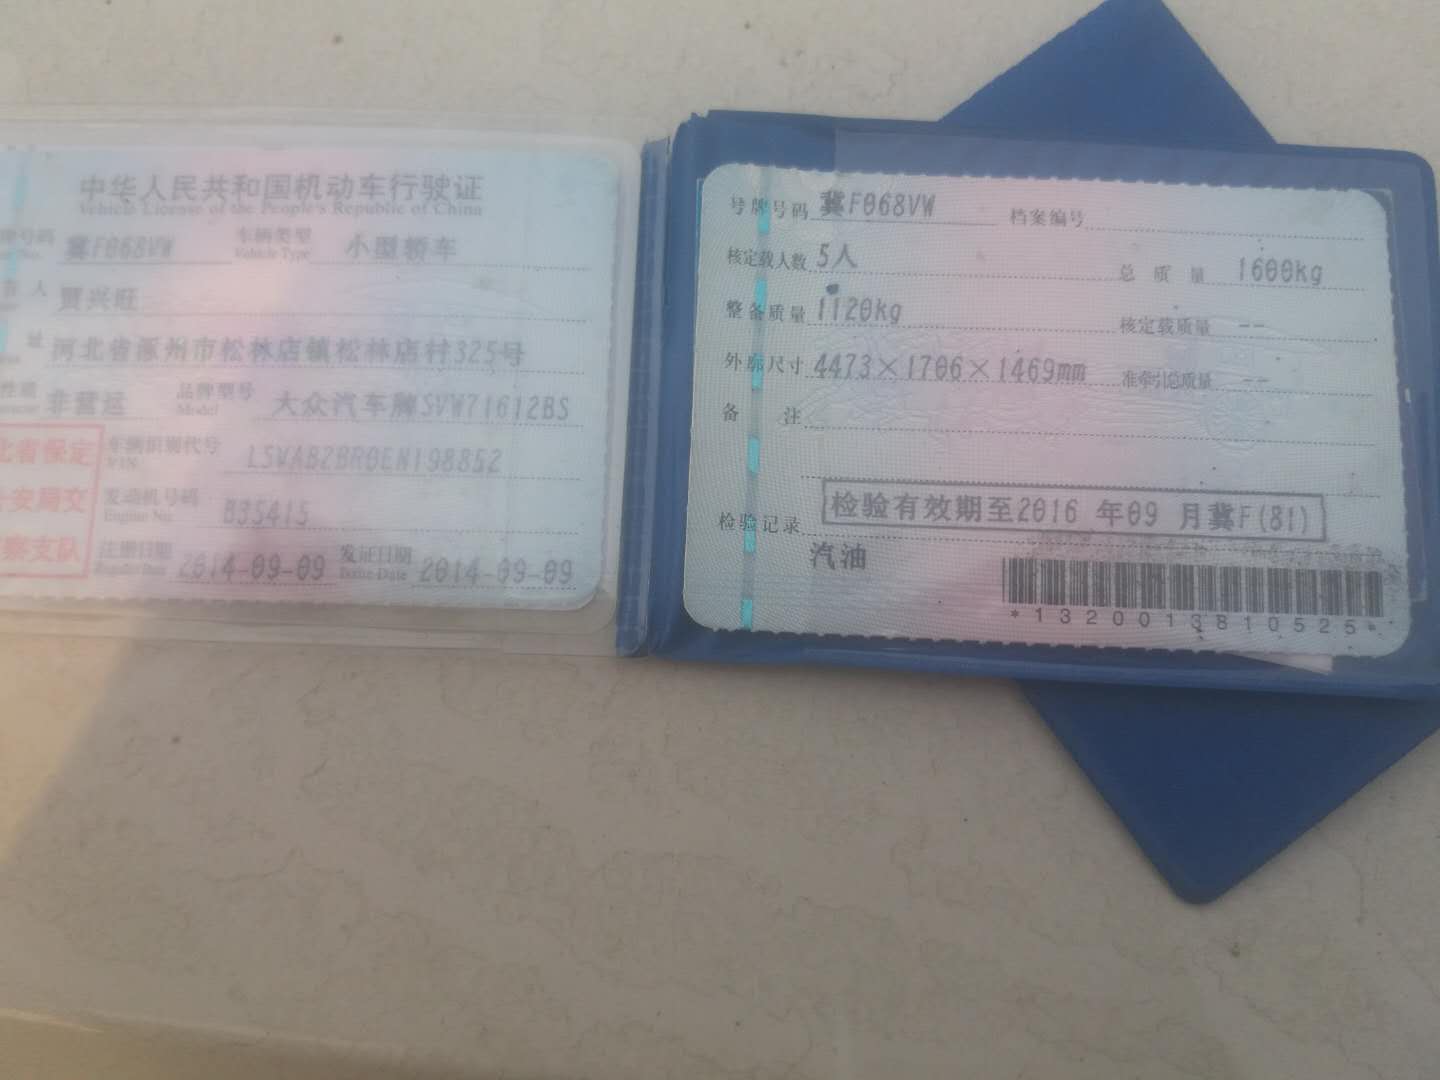 中华人民共和国机动车行驶证
Vehicle License of the People's Republic of China
牌号码 冀F068VW 车辆类型 Vehicle Type 小型轿车
人 贾兴旺
址 河北省涿州市松林店镇松林店村325号
性质 非营运 品牌型号 Model 大众汽车牌SVW71612BS
车辆识别代号 VIN LSVAB2BR0EN198852
发动机号码 Engine No. B35415
注册日期 Register Date 2014-09-09 发证日期 Issue Date 2014-09-09
北省保定
安局交
察支队
号牌号码 冀F068VW 档案编号
核定载人数 5人 总质量 1600kg
整备质量 1120kg 核定载质量 --
外廓尺寸 4473×1706×1469mm 准牵引总质量 --
备注
检验记录 检验有效期至2016 年09 月冀F(81)
汽油
*1320013810525*